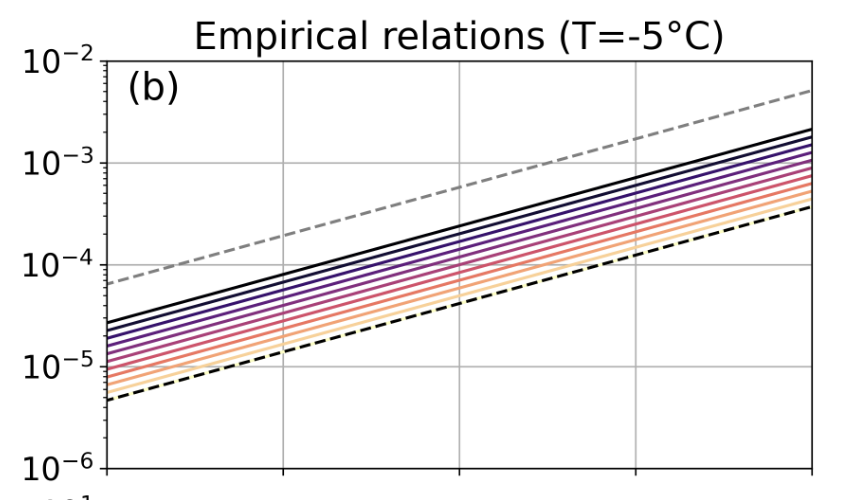 Empirical relations (T=-5°C)
10⁻²
(b)
10⁻³
10⁻⁴
10⁻⁵
10⁻⁶